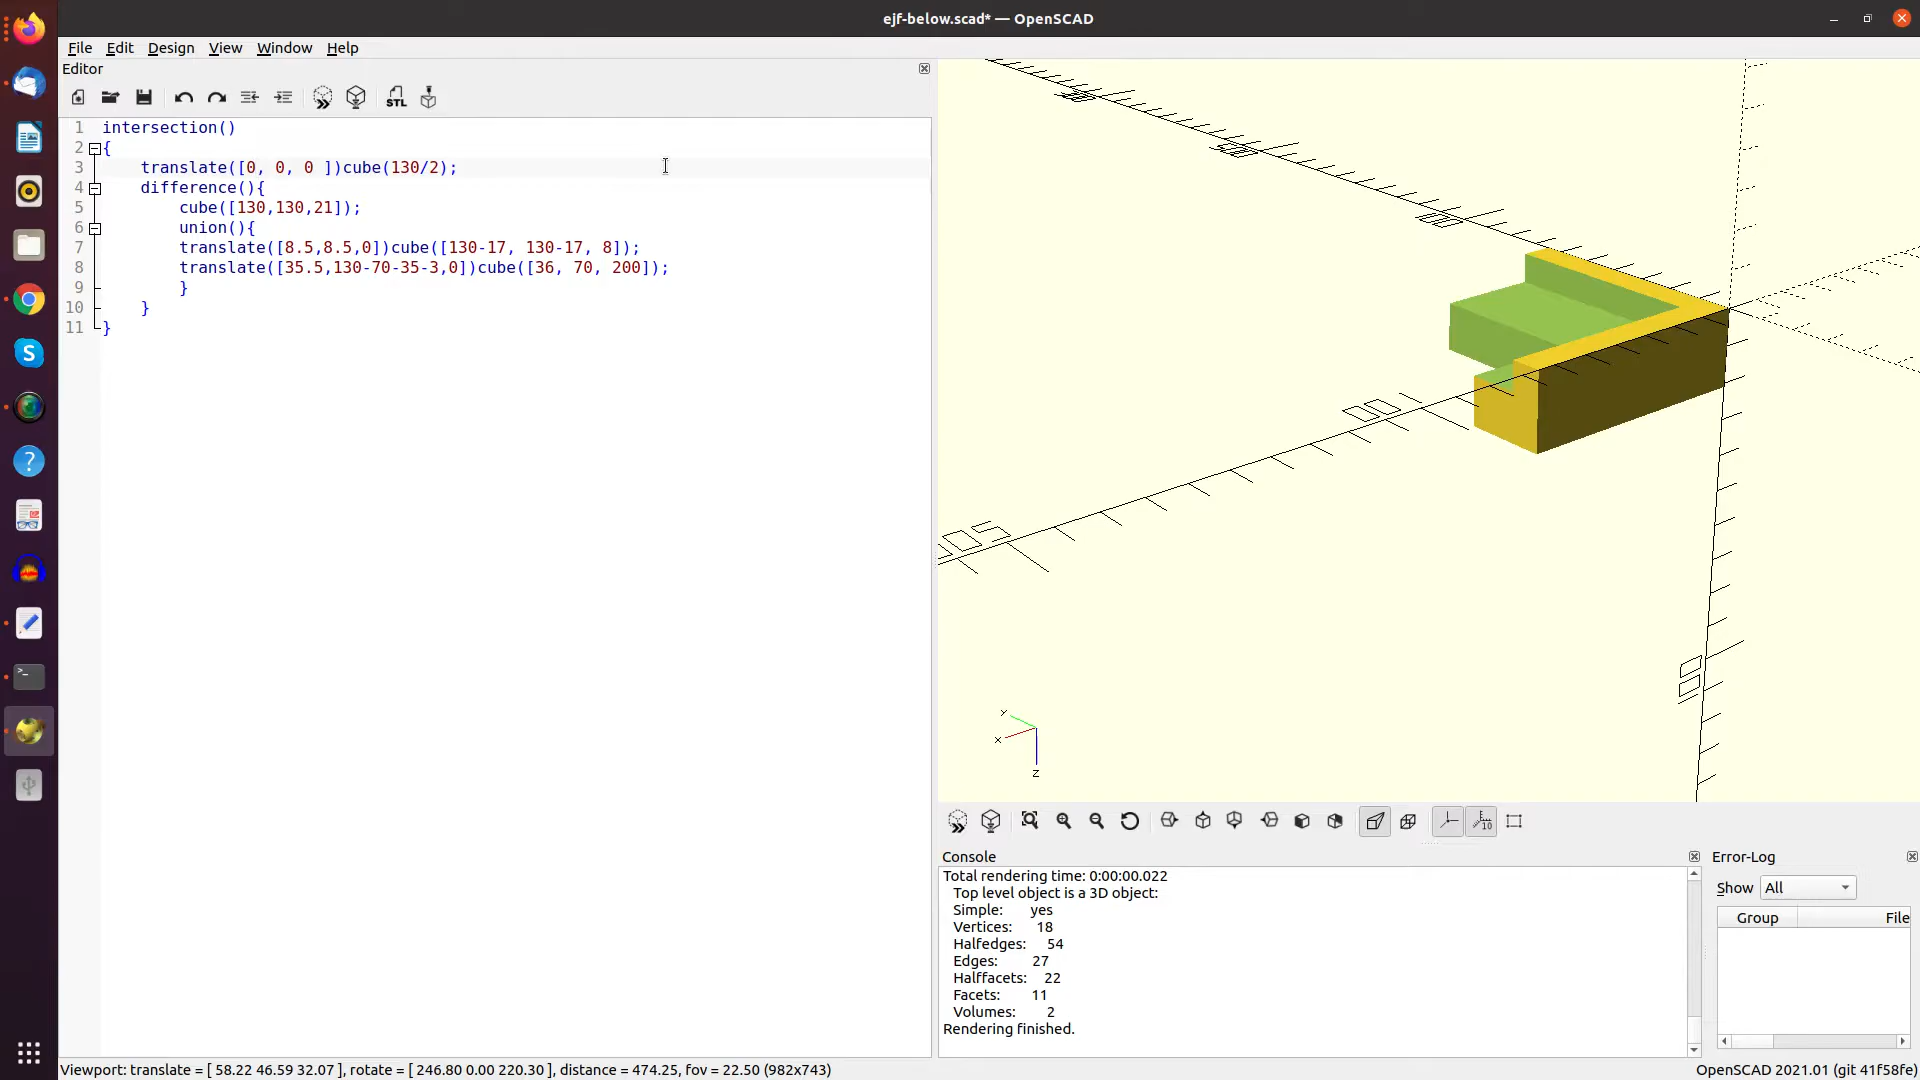 ejf-below.scad* — OpenSCAD
File Edit Design View Window Help
Editor
STL
1 intersection()
2 {
3 translate([0, 0, 0 ])cube(130/2);
4 difference(){
5 cube([130,130,21]);
6 union(){
7 translate([8.5,8.5,0])cube([130-17, 130-17, 8]);
8 translate([35.5,130-70-35-3,0])cube([36, 70, 200]);
9 }
10 }
11 }
y
x
z
10
Console
Total rendering time: 0:00:00.022
Top level object is a 3D object:
Simple: yes
Vertices: 18
Halfedges: 54
Edges: 27
Halffacets: 22
Facets: 11
Volumes: 2
Rendering finished.
Error-Log
Show All
Group File
Viewport: translate = [ 58.22 46.59 32.07 ], rotate = [ 246.80 0.00 220.30 ], distance = 474.25, fov = 22.50 (982x743)
OpenSCAD 2021.01 (git 41f58fe)